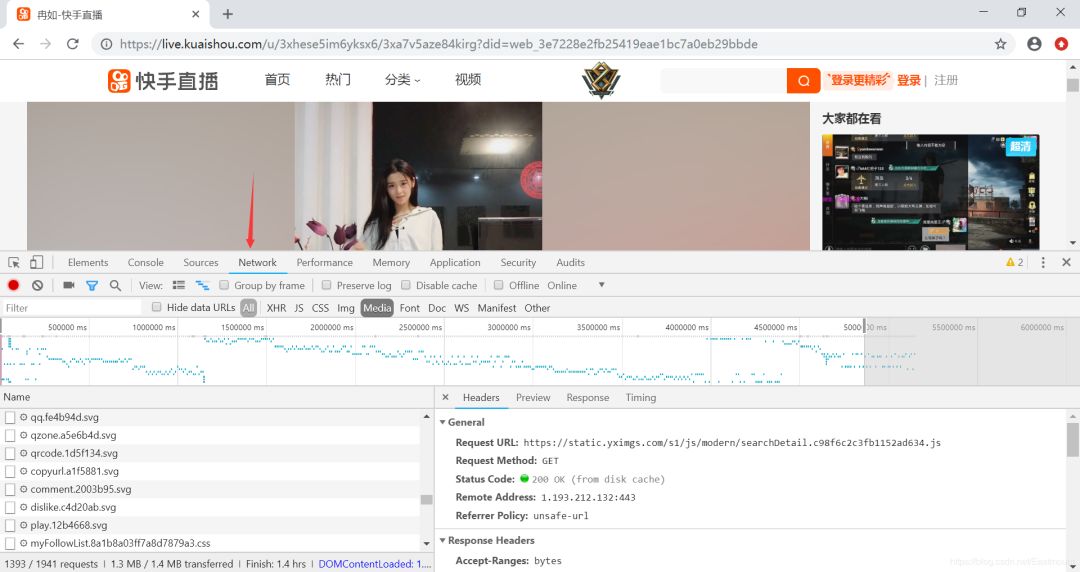 冉如-快手直播
https://live.kuaishou.com/u/3xhese5im6yksx6/3xa7v5aze84kirg?did=web_3e7228e2fb25419eae1bc7a0eb29bbde
快手直播 首页 热门 分类 视频 登录更精彩 登录 | 注册
大家都在看
超清
Elements Console Sources Network Performance Memory Application Security Audits 2
View: Group by frame Preserve log Disable cache Offline Online
Filter Hide data URLs All XHR JS CSS Img Media Font Doc WS Manifest Other
500000 ms 1000000 ms 1500000 ms 2000000 ms 2500000 ms 3000000 ms 3500000 ms 4000000 ms 4500000 ms 5000000 ms 5500000 ms 6000000 ms
Name
qq.fe4b94d.svg
qzone.a5e6b4d.svg
qrcode.1d5f134.svg
copyurl.a1f5881.svg
comment.2003b95.svg
dislike.c4d20ab.svg
play.12b4668.svg
myFollowList.8a1b8a03ff7a8d7879a3.css
1393 / 1941 requests | 1.3 MB / 1.4 MB transferred | Finish: 1.4 hrs | DOMContentLoaded: 1....
× Headers Preview Response Timing
General
Request URL: https://static.yximgs.com/s1/js/modern/searchDetail.c98f6c2c3fb1152ad634.js
Request Method: GET
Status Code: 200 OK (from disk cache)
Remote Address: 1.193.212.132:443
Referrer Policy: unsafe-url
Response Headers
Accept-Ranges: bytes